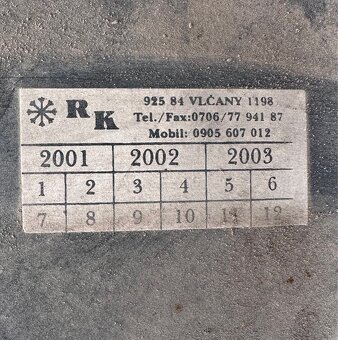 R K
925 84 VLČANY 1198
Tel./Fax:0706/77 941 87
Mobil: 0905 607 012
2001 2002 2003
1 2 3 4 5 6
7 8 9 10 11 12